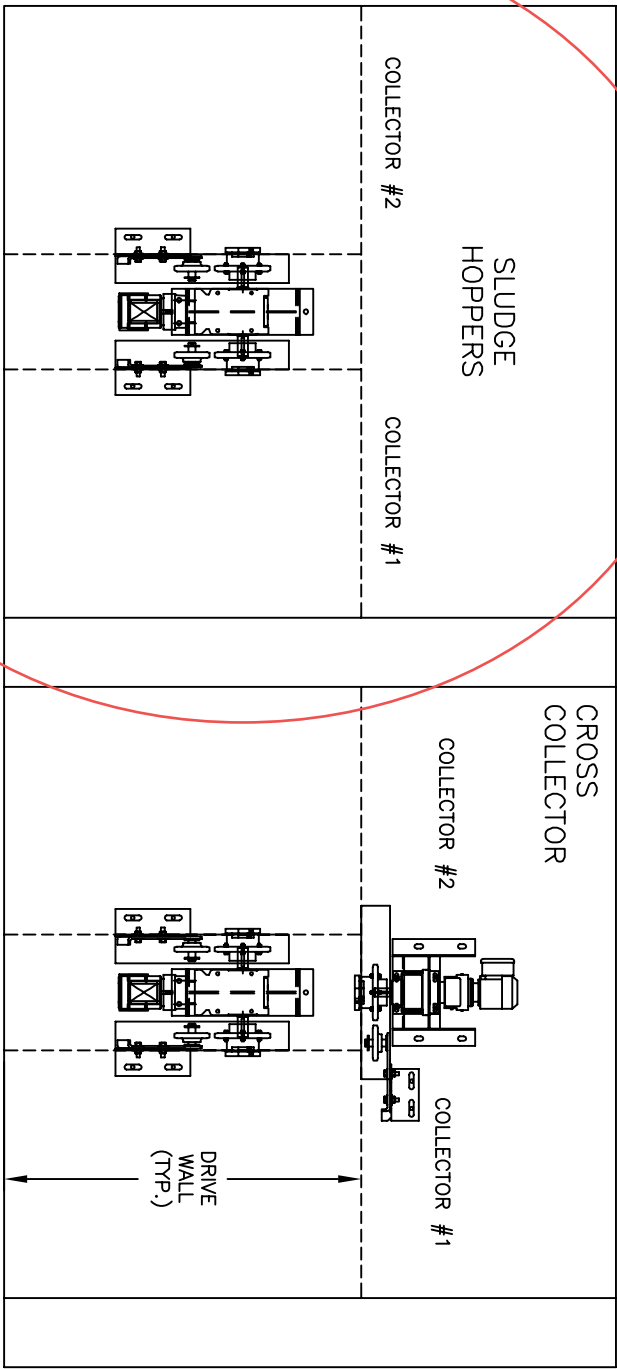 SLUDGE
HOPPERS
COLLECTOR #2
COLLECTOR #1
CROSS
COLLECTOR
COLLECTOR #2
COLLECTOR #1
DRIVE
WALL
(TYP.)